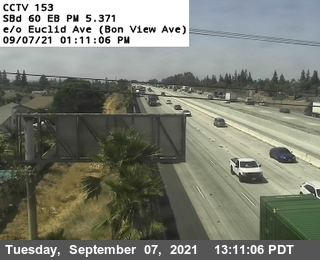 CCTV 153
SBd 60 EB PM 5.371
e/o Euclid Ave (Bon View Ave)
09/07/21 01:11:06 PM
Tuesday, September 07, 2021 13:11:06 PDT